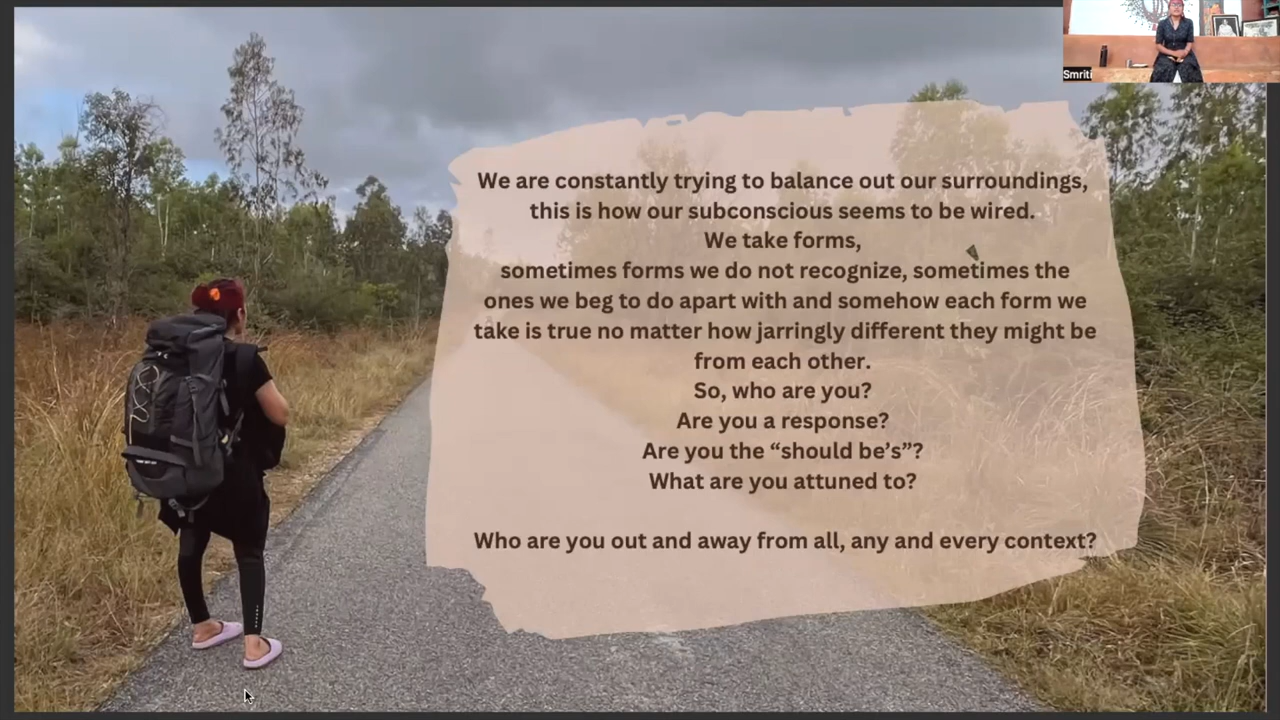 Smriti
We are constantly trying to balance out our surroundings,
this is how our subconscious seems to be wired.
We take forms,
sometimes forms we do not recognize, sometimes the
ones we beg to do apart with and somehow each form we
take is true no matter how jarringly different they might be
from each other.
So, who are you?
Are you a response?
Are you the “should be’s”?
What are you attuned to?
Who are you out and away from all, any and every context?